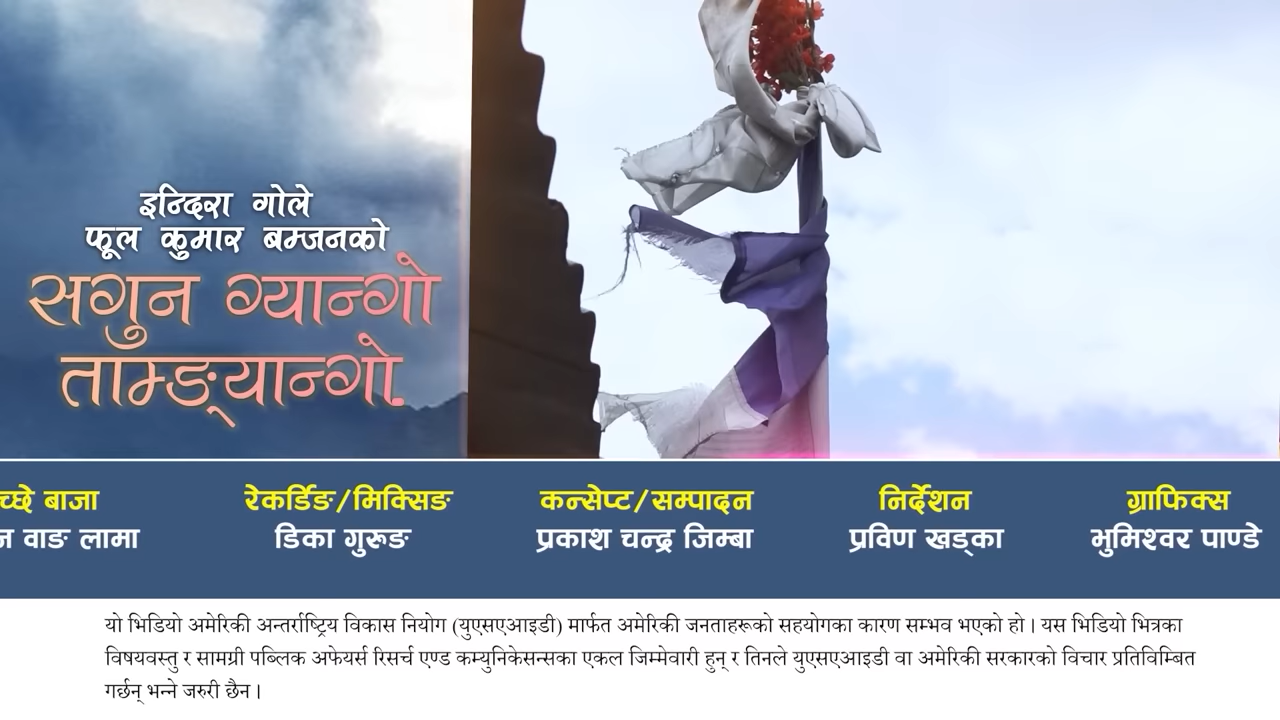 इन्दिरा गोले
फूल कुमार बम्जनको
सगुन ग्यान्गो
ताम्ङ्यान्गो
च्छे बाजा
न वाङ लामा
रेकर्डिङ/मिक्सिङ
डिका गुरूङ
कन्सेप्ट/सम्पादन
प्रकाश चन्द्र जिम्बा
निर्देशन
प्रविण खड्का
ग्राफिक्स
भुमिश्वर पाण्डे
यो भिडियो अमेरिकी अन्तर्राष्ट्रिय विकास नियोग (युएसएआइडी) मार्फत अमेरिकी जनताहरूको सहयोगका कारण सम्भव भएको हो । यस भिडियो भित्रका
विषयवस्तु र सामग्री पब्लिक अफेयर्स रिसर्च एण्ड कम्युनिकेसन्सका एकल जिम्मेवारी हुन् र तिनले युएसएआइडी वा अमेरिकी सरकारको विचार प्रतिविम्बित
गर्छन् भन्ने जरुरी छैन ।